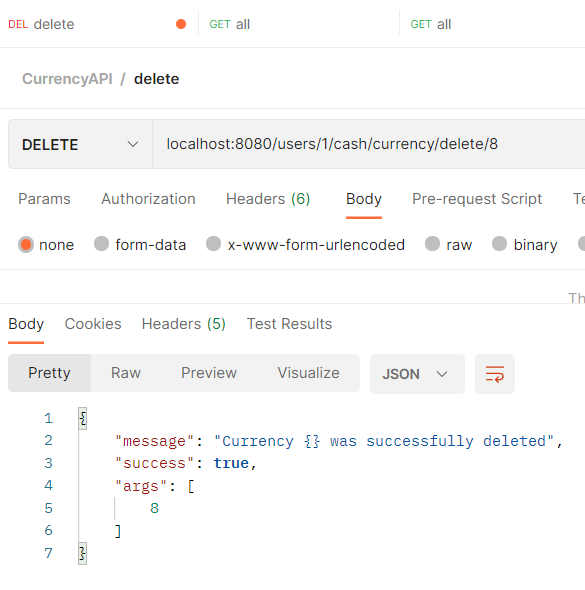 DEL delete GET all GET all
CurrencyAPI / delete
DELETE localhost:8080/users/1/cash/currency/delete/8
Params Authorization Headers (6) Body Pre-request Script Te
none form-data x-www-form-urlencoded raw binary
Th
Body Cookies Headers (5) Test Results
Pretty Raw Preview Visualize JSON
1 {
2 "message": "Currency {} was successfully deleted",
3 "success": true,
4 "args": [
5 8
6 ]
7 }